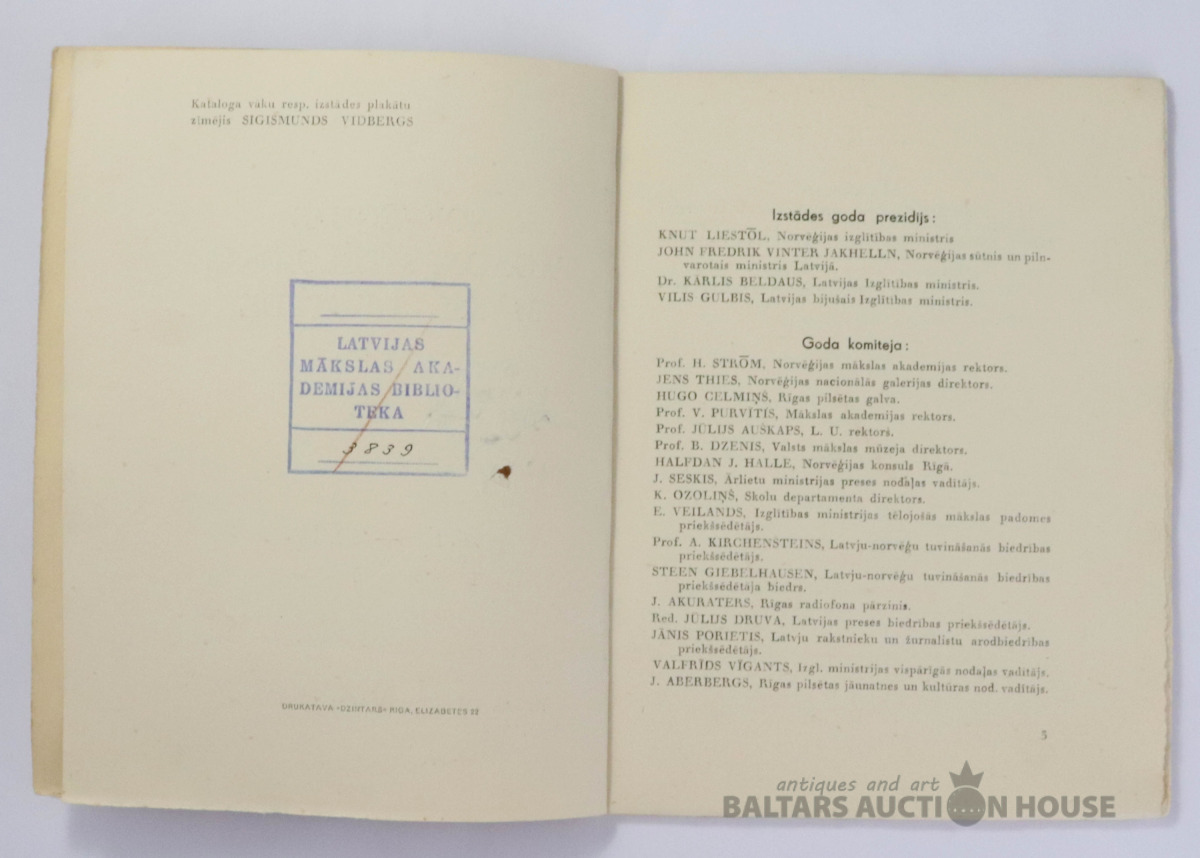 Kataloga vāku resp. izstādes plakātu
zīmējis SIGISMUNDS VIDBERGS
LATVIJAS
MĀKSLAS AKA-
DEMIJAS BIBLIO-
TEKA
3839
DRUKATAVA «DZINTARS» RIGA, ELIZABETES 22
Izstādes goda prezidijs:
KNUT LIESTŌL, Norvēģijas izglītības ministris
JOHN FREDRIK VINTER JAKHELLN, Norvēģijas sūtnis un piln-
varotais ministris Latvijā.
Dr. KĀRLIS BELDAUS, Latvijas Izglītības ministris.
VILIS GULBIS, Latvijas bijušais Izglītības ministris.
Goda komiteja:
Prof. H. STRŌM, Norvēģijas mākslas akademijas rektors.
JENS THIES, Norvēģijas nacionālās galerijas direktors.
HUGO CELMIŅŠ, Rīgas pilsētas galva.
Prof. V. PURVĪTIS, Mākslas akademijas rektors.
Prof. JŪLIJS AUŠKAPS, L. U. rektors.
Prof. B. DZENIS, Valsts mākslas mūzeja direktors.
HALFDAN J. HALLE, Norvēģijas konsuls Rīgā.
J. SESKIS, Ārlietu ministrijas preses nodaļas vadītājs.
K. OZOLIŅŠ, Skolu departamenta direktors.
E. VEILANDS, Izglītības ministrijas tēlojošās mākslas padomes
priekšsēdētājs.
Prof. A. KIRCHENŠTEINS, Latvju-norvēģu tuvināšanās biedrības
priekšsēdētājs.
STEEN GIEBELHAUSEN, Latvju-norvēģu tuvināšanās biedrības
priekšsēdētāja biedrs.
J. AKURATERS, Rīgas radiofona pārzinis.
Red. JŪLIJS DRUVA, Latvijas preses biedrības priekšsēdētājs.
JĀNIS PORIETIS, Latvju rakstnieku un žurnalistu arodbiedrības
priekšsēdētājs.
VALFRĪDS VĪGANTS, Izgl. ministrijas vispārīgās nodaļas vadītājs.
J. ABERBERGS, Rīgas pilsētas jaunatnes un kultūras nod. vadītājs.
3
antiques and art
BALTARS AUCTION HOUSE